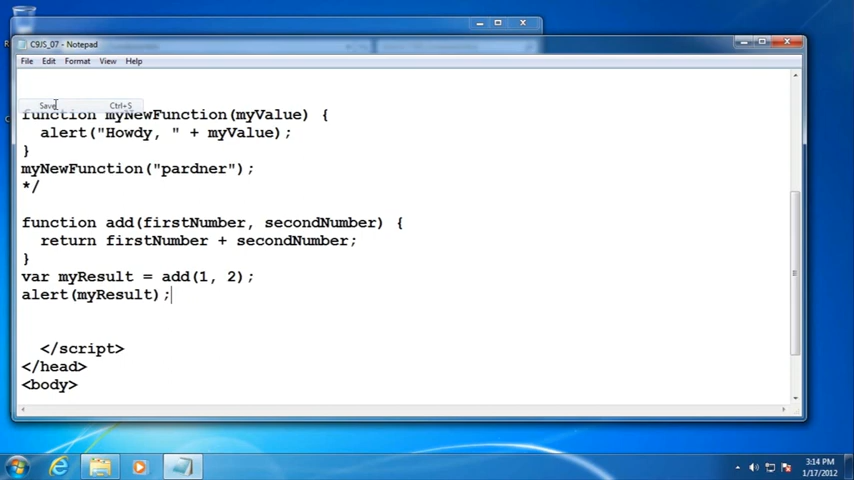 C9JS_07 - Notepad
File Edit Format View Help
Save Ctrl+S
function myNewFunction(myValue) {
alert("Howdy, " + myValue);
}
myNewFunction("pardner");
*/
function add(firstNumber, secondNumber) {
return firstNumber + secondNumber;
}
var myResult = add(1, 2);
alert(myResult);
</script>
</head>
<body>
3:14 PM
1/17/2012